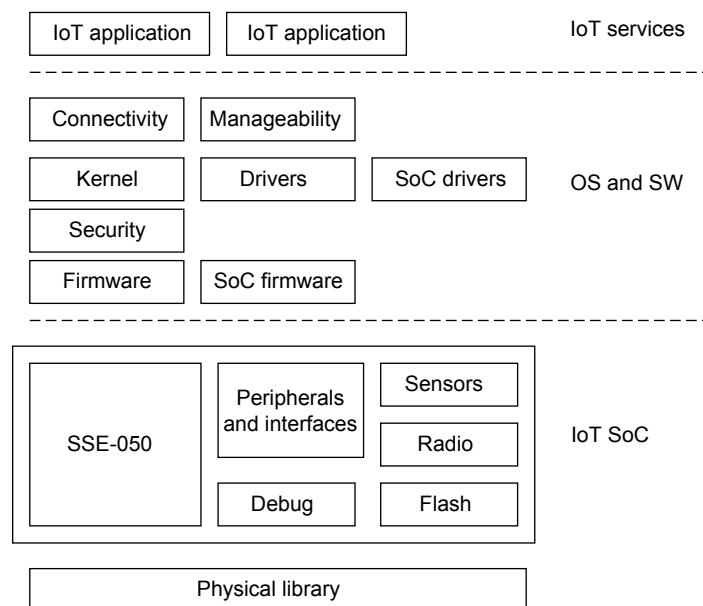 IoT application
IoT application
IoT services
Connectivity
Manageability
Kernel
Drivers
SoC drivers
OS and SW
Security
Firmware
SoC firmware
SSE-050
Peripherals
and interfaces
Sensors
Radio
IoT SoC
Debug
Flash
Physical library